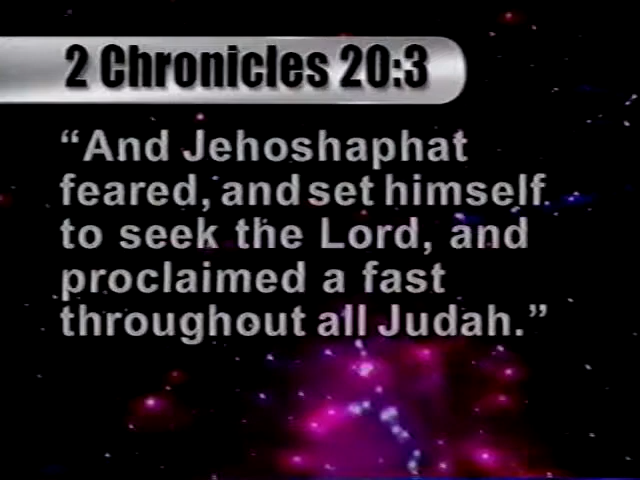 2 Chronicles 20:3
“And Jehoshaphat
feared, and set himself
to seek the Lord, and
proclaimed a fast
throughout all Judah.”